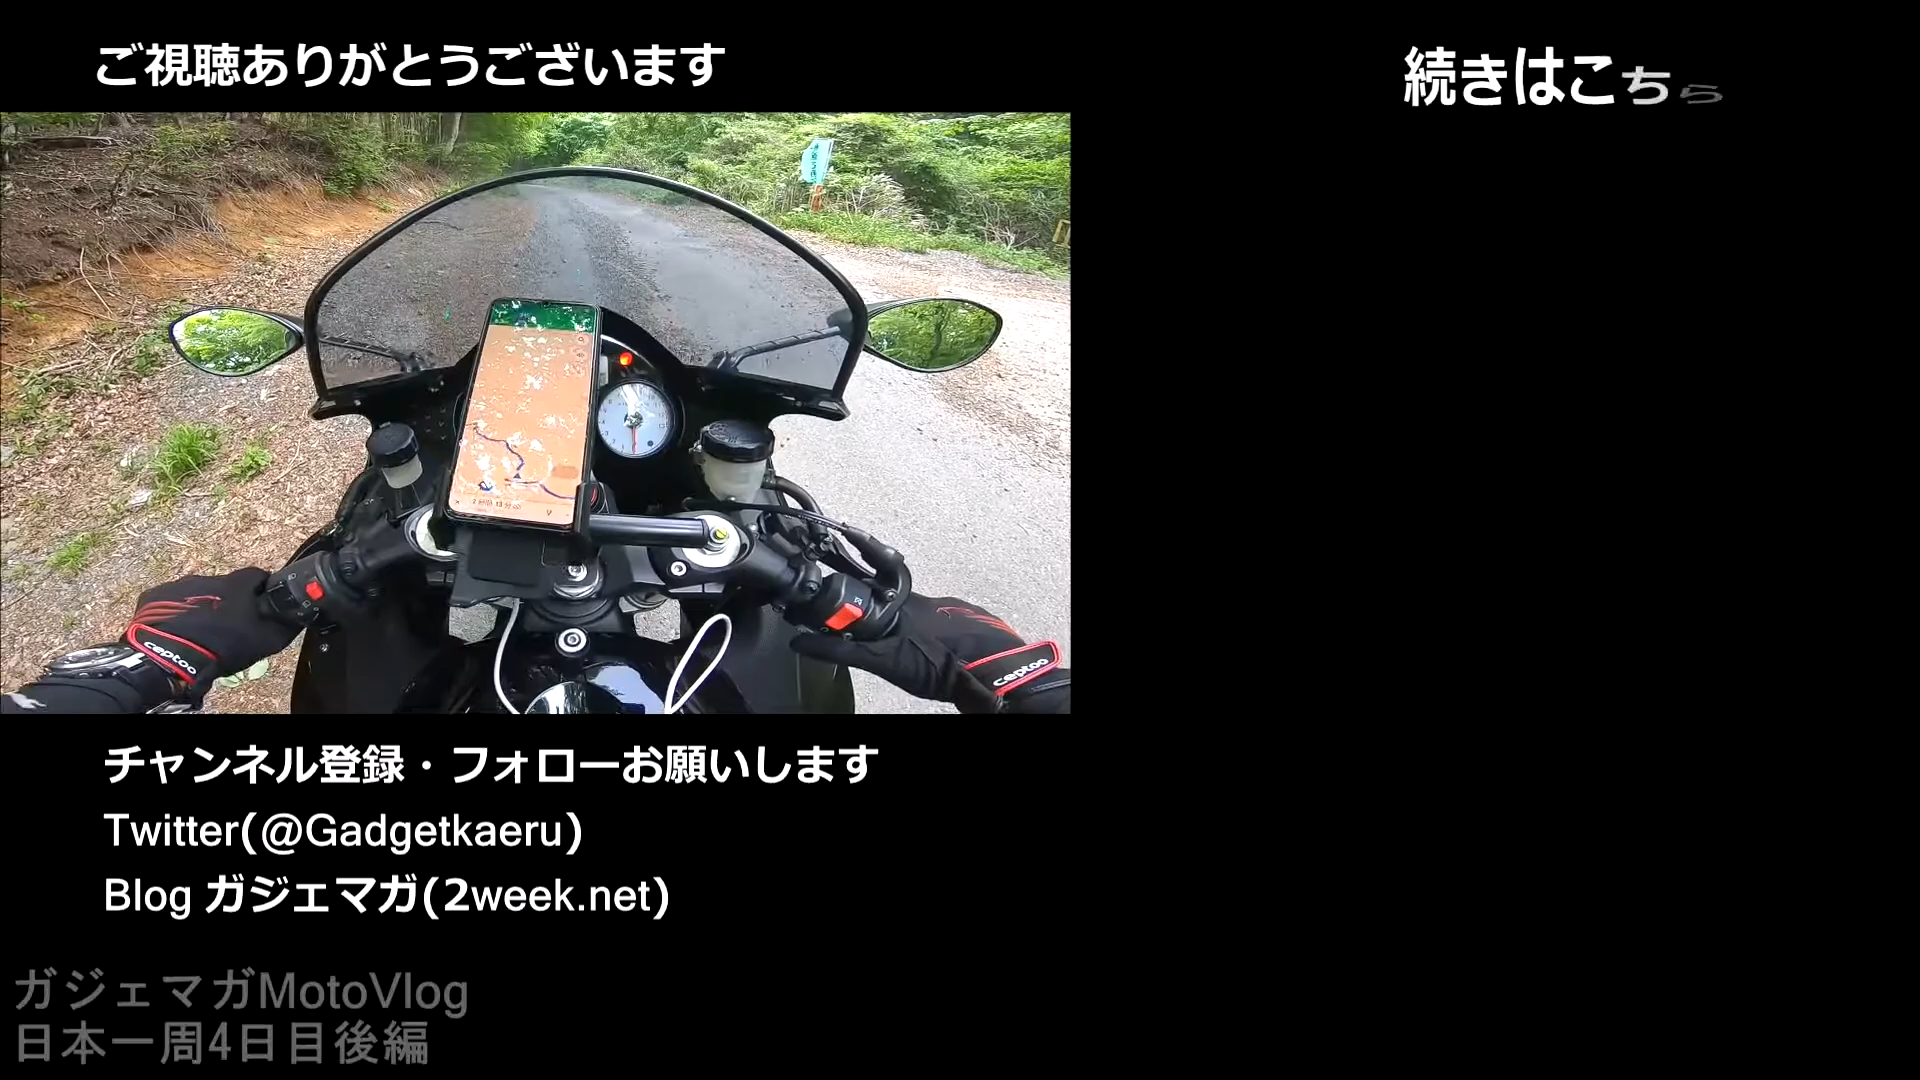 ご視聴ありがとうございます
続きはこちら
ceptoo
ceptoo
チャンネル登録・フォローお願いします
Twitter(@Gadgetkaeru)
Blog ガジェマガ(2week.net)
ガジェマガMotoVlog
日本一周4日目後編